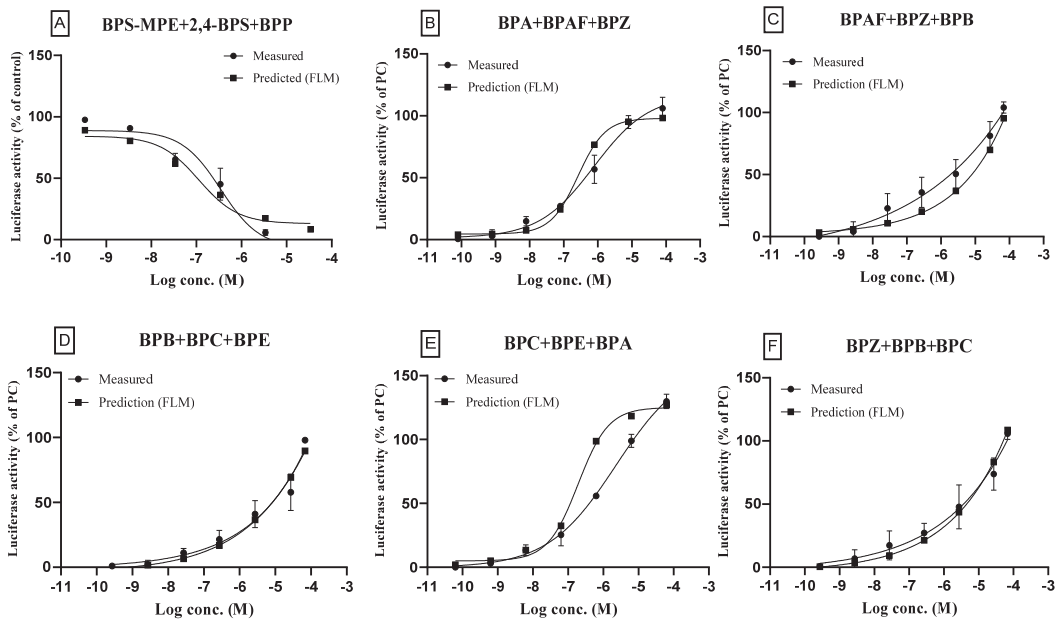 A
BPS-MPE+2,4-BPS+BPP
Measured
Predicted (FLM)
Luciferase activity (% of control)
150
100
50
0
-10 -9 -8 -7 -6 -5 -4
Log conc. (M)
B
BPA+BPAF+BPZ
Measured
Prediction (FLM)
Luciferase activity (% of PC)
150
100
50
0
-11 -10 -9 -8 -7 -6 -5 -4 -3
Log conc. (M)
C
BPAF+BPZ+BPB
Measured
Prediction (FLM)
Luciferase activity (% of PC)
150
100
50
0
-11 -10 -9 -8 -7 -6 -5 -4 -3
Log conc. (M)
D
BPB+BPC+BPE
Measured
Prediction (FLM)
Luciferase activity (% of PC)
150
100
50
0
-11 -10 -9 -8 -7 -6 -5 -4 -3
Log conc. (M)
E
BPC+BPE+BPA
Measured
Prediction (FLM)
Luciferase activity (% of PC)
150
100
50
0
-11 -10 -9 -8 -7 -6 -5 -4 -3
Log conc. (M)
F
BPZ+BPB+BPC
Measured
Prediction (FLM)
Luciferase activity (% of PC)
150
100
50
0
-11 -10 -9 -8 -7 -6 -5 -4 -3
Log conc. (M)